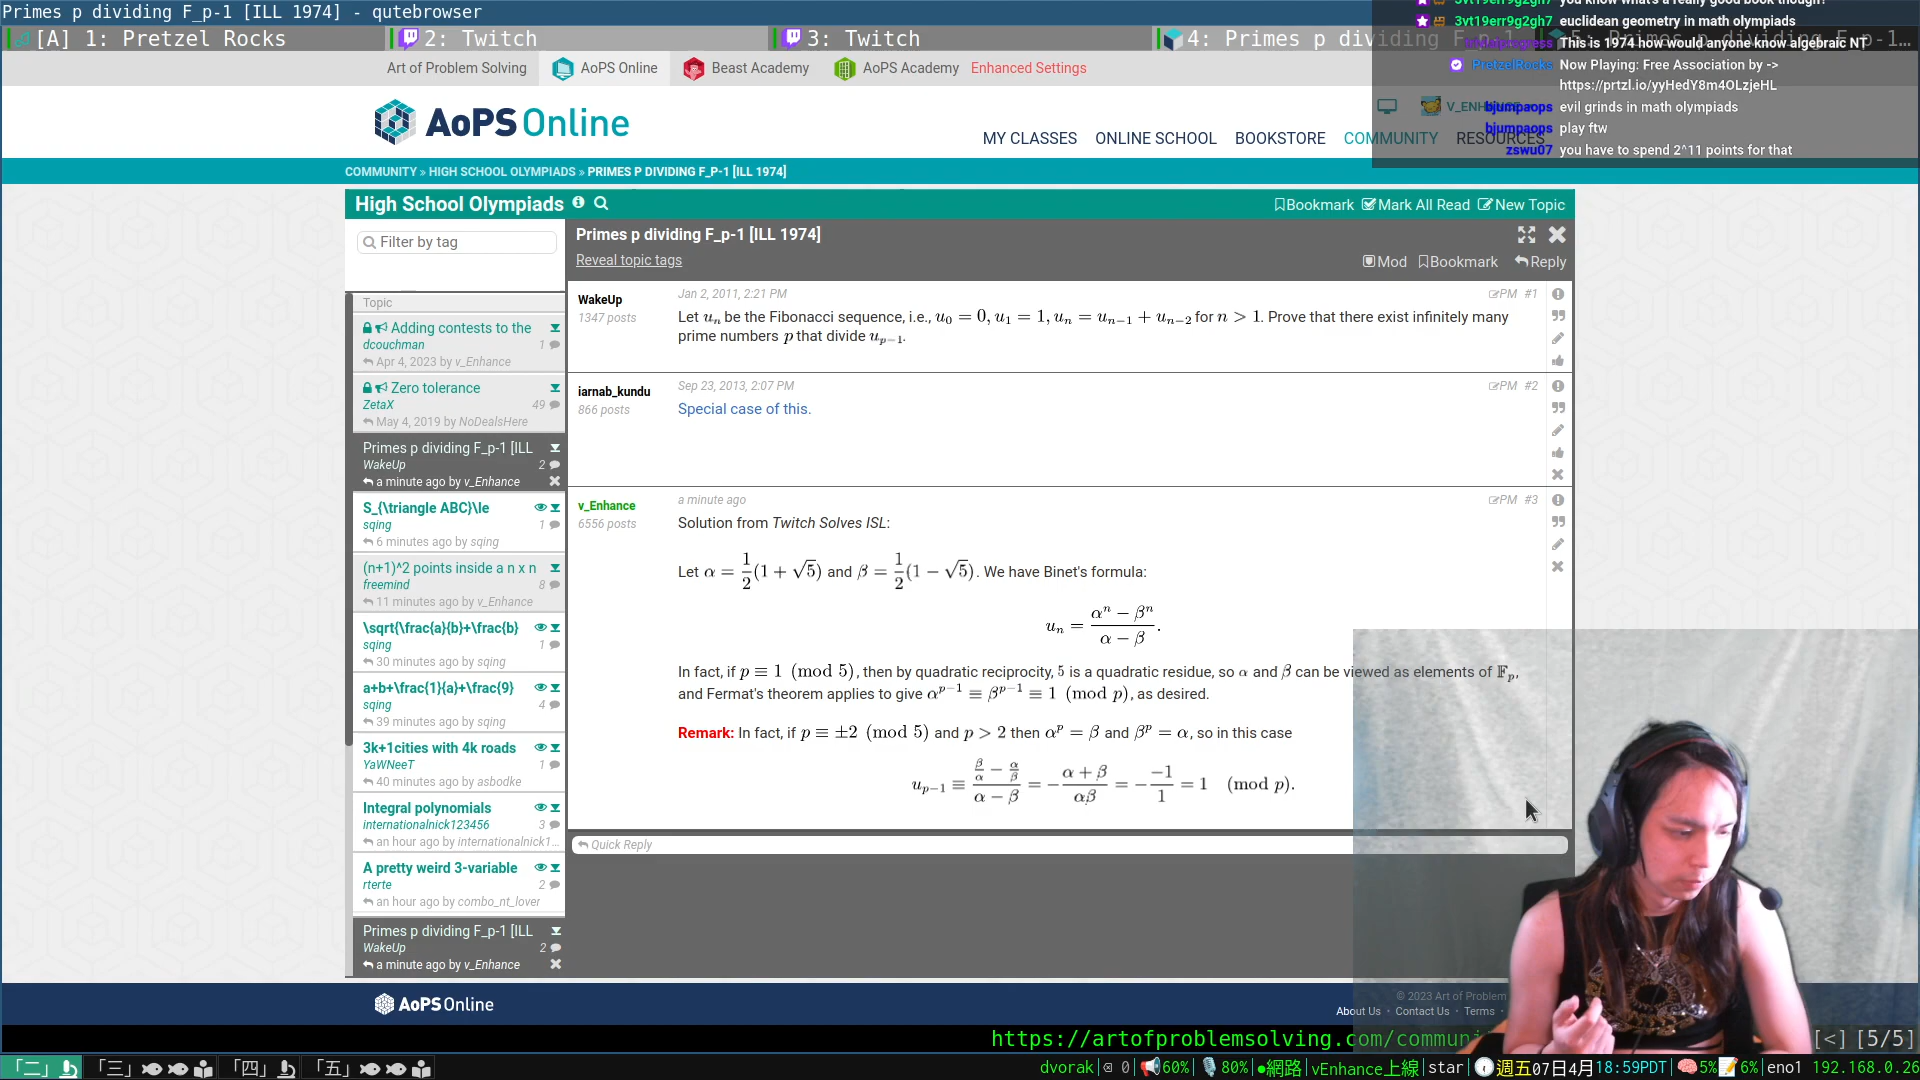 Primes p dividing F_p-1 [ILL 1974] - qutebrowser
[A] 1: Pretzel Rocks
2: Twitch
3: Twitch
4: Primes p dividing F_p-1
you know what's a really good book though?
3vt19err9g2gh7 euclidean geometry in math olympiads
This is 1974 how would anyone know algebraic NT
PretzelRocks Now Playing: Free Association by ->
https://prtzl.io/yyHedY8m4OLzjeHL
bjumpaops evil grinds in math olympiads
bjumpaops play ftw
zswu07 you have to spend 2^11 points for that
Art of Problem Solving
AoPS Online
Beast Academy
AoPS Academy
Enhanced Settings
AoPS Online
MY CLASSES ONLINE SCHOOL BOOKSTORE COMMUNITY RESOURCES
COMMUNITY » HIGH SCHOOL OLYMPIADS » PRIMES P DIVIDING F_P-1 [ILL 1974]
High School Olympiads
Bookmark Mark All Read New Topic
Filter by tag
Topic
Adding contests to the
dcouchman 1
Apr 4, 2023 by v_Enhance
Zero tolerance
ZetaX 49
May 4, 2019 by NoDealsHere
Primes p dividing F_p-1 [ILL
WakeUp 2
a minute ago by v_Enhance
S_{\triangle ABC}\le
sqing 1
6 minutes ago by sqing
(n+1)^2 points inside a n x n
freemind 8
11 minutes ago by v_Enhance
\sqrt{\frac{a}{b}+\frac{b}
sqing 1
30 minutes ago by sqing
a+b+\frac{1}{a}+\frac{9}
sqing 4
39 minutes ago by sqing
3k+1cities with 4k roads
YaWNeeT 1
40 minutes ago by asbodke
Integral polynomials
internationalnick123456 3
an hour ago by internationalnick1...
A pretty weird 3-variable
rterte 2
an hour ago by combo_nt_lover
Primes p dividing F_p-1 [ILL
WakeUp 2
a minute ago by v_Enhance
Primes p dividing F_p-1 [ILL 1974]
Reveal topic tags
Mod Bookmark Reply
WakeUp
1347 posts
Jan 2, 2011, 2:21 PM
PM #1
Let u_n be the Fibonacci sequence, i.e., u_0 = 0, u_1 = 1, u_n = u_{n-1} + u_{n-2} for n > 1. Prove that there exist infinitely many
prime numbers p that divide u_{p-1}.
iarnab_kundu
866 posts
Sep 23, 2013, 2:07 PM
PM #2
Special case of this.
v_Enhance
6556 posts
a minute ago
PM #3
Solution from Twitch Solves ISL:
Let α = 1/2(1 + √5) and β = 1/2(1 − √5). We have Binet's formula:
u_n = (α^n − β^n)/(α − β).
In fact, if p ≡ 1 (mod 5), then by quadratic reciprocity, 5 is a quadratic residue, so α and β can be viewed as elements of 𝔽_p,
and Fermat's theorem applies to give α^{p−1} ≡ β^{p−1} ≡ 1 (mod p), as desired.
Remark: In fact, if p ≡ ±2 (mod 5) and p > 2 then α^p = β and β^p = α, so in this case
u_{p−1} ≡ (β/α − α/β)/(α − β) = −(α + β)/(αβ) = −(−1)/1 = 1 (mod p).
Quick Reply
AoPS Online
© 2023 Art of Problem
About Us · Contact Us · Terms
https://artofproblemsolving.com/commun
[<] [5/5]
「二」 「三」 「四」 「五」
dvorak 0 60% 80% 網路 vEnhance上線 star 週五07日4月18:59PDT 5% 6% eno1 192.168.0.26